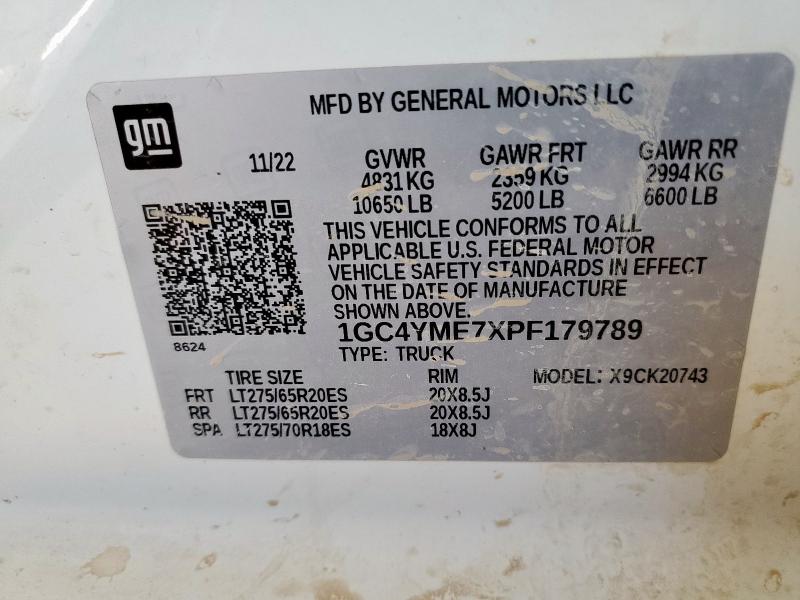 gm
MFD BY GENERAL MOTORS LLC
11/22
GVWR GAWR FRT GAWR RR
4831 KG 2359 KG 2994 KG
10650 LB 5200 LB 6600 LB
THIS VEHICLE CONFORMS TO ALL
APPLICABLE U.S. FEDERAL MOTOR
VEHICLE SAFETY STANDARDS IN EFFECT
ON THE DATE OF MANUFACTURE
SHOWN ABOVE.
1GC4YME7XPF179789
8624
TYPE: TRUCK
TIRE SIZE RIM MODEL: X9CK20743
FRT LT275/65R20ES 20X8.5J
RR LT275/65R20ES 20X8.5J
SPA LT275/70R18ES 18X8J